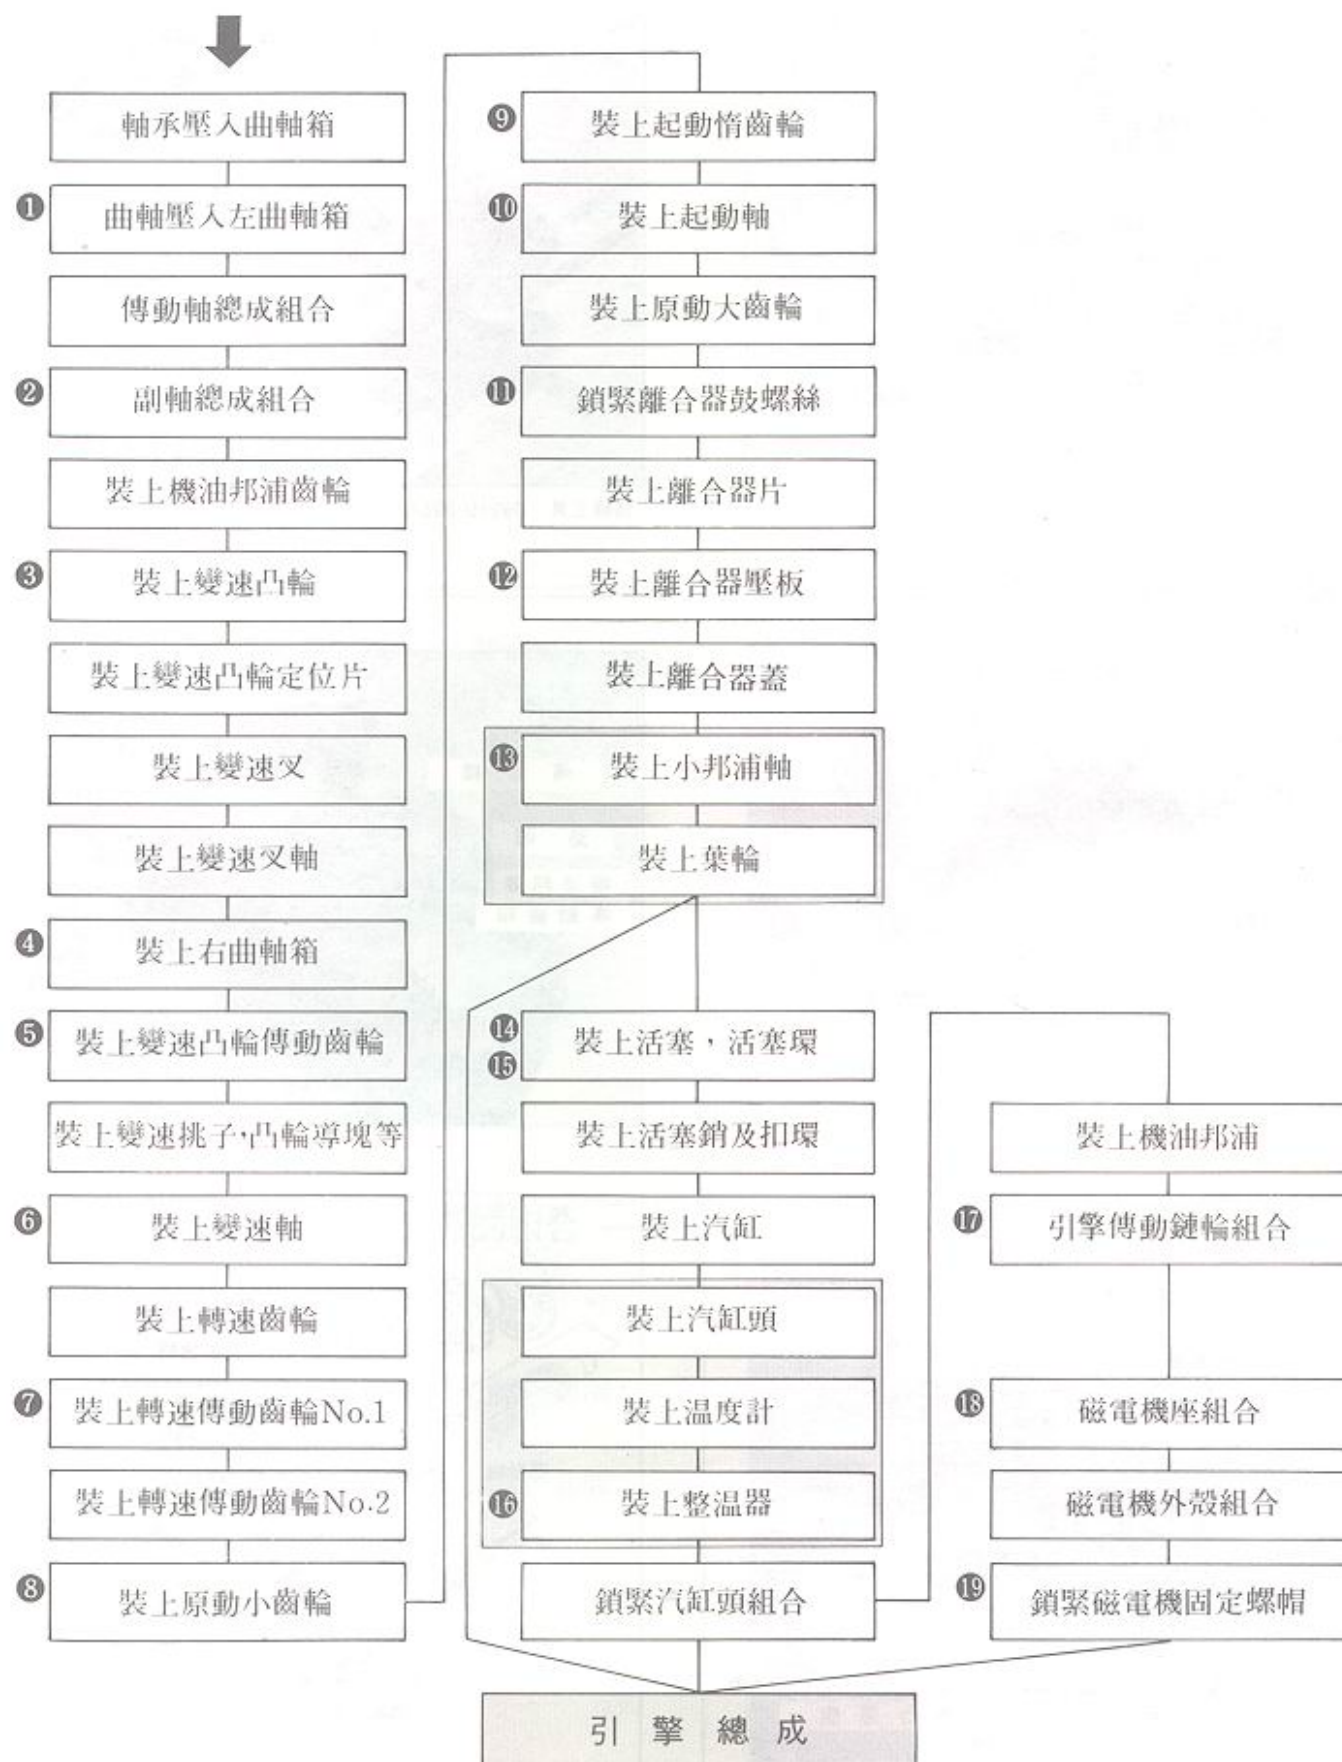 軸承壓入曲軸箱
❶ 曲軸壓入左曲軸箱
傳動軸總成組合
❷ 副軸總成組合
裝上機油邦浦齒輪
❸ 裝上變速凸輪
裝上變速凸輪定位片
裝上變速叉
裝上變速叉軸
❹ 裝上右曲軸箱
❺ 裝上變速凸輪傳動齒輪
裝上變速挑子,凸輪導塊等
❻ 裝上變速軸
裝上轉速齒輪
❼ 裝上轉速傳動齒輪No.1
裝上轉速傳動齒輪No.2
❽ 裝上原動小齒輪
❾ 裝上起動惰齒輪
❿ 裝上起動軸
裝上原動大齒輪
⓫ 鎖緊離合器鼓螺絲
裝上離合器片
⓬ 裝上離合器壓板
裝上離合器蓋
⓭ 裝上小邦浦軸
裝上葉輪
⓮ ⓯ 裝上活塞,活塞環
裝上活塞銷及扣環
裝上汽缸
裝上汽缸頭
裝上温度計
⓰ 裝上整温器
鎖緊汽缸頭組合
裝上機油邦浦
⓱ 引擎傳動鏈輪組合
⓲ 磁電機座組合
磁電機外殼組合
⓳ 鎖緊磁電機固定螺帽
引擎總成